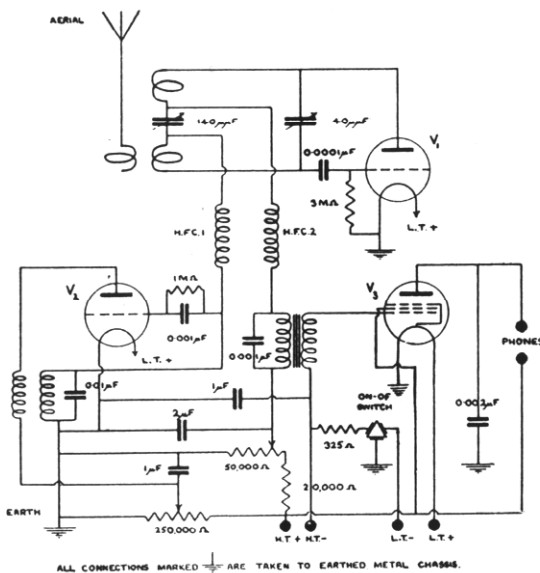 AERIAL
140μμF
40μμF
0.0001μF
V1
3MΩ
L.T.+
H.F.C.1
H.F.C.2
1MΩ
V2
0.001μF
L.T.+
V3
PHONES
0.001μF
0.01μF
1μF
ON-OF
SWITCH
0.002μF
2μF
325Ω
1μF
50,000Ω
20,000Ω
EARTH
250,000Ω
H.T+ H.T-
L.T- L.T+
ALL CONNECTIONS MARKED ARE TAKEN TO EARTHED METAL CHASSIS.